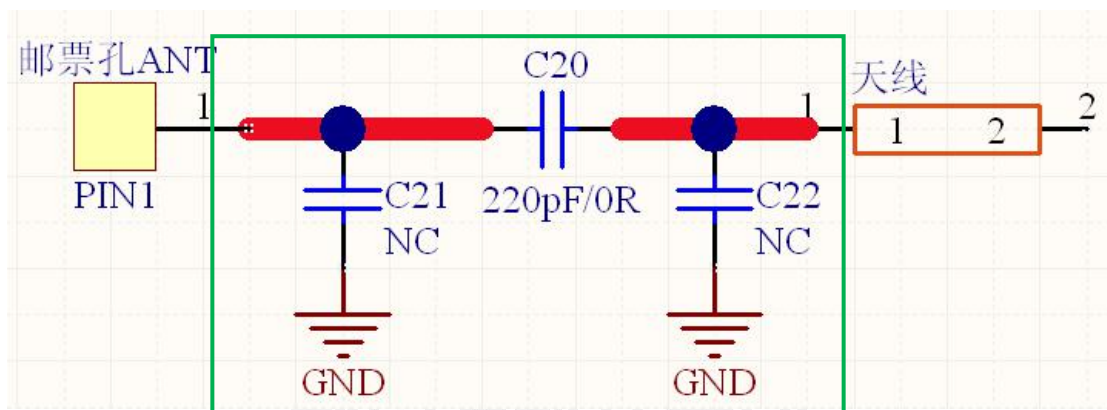 邮票孔ANT
1
PIN1
C20
220pF/0R
C21
NC
GND
1
C22
NC
GND
天线
1 2
2